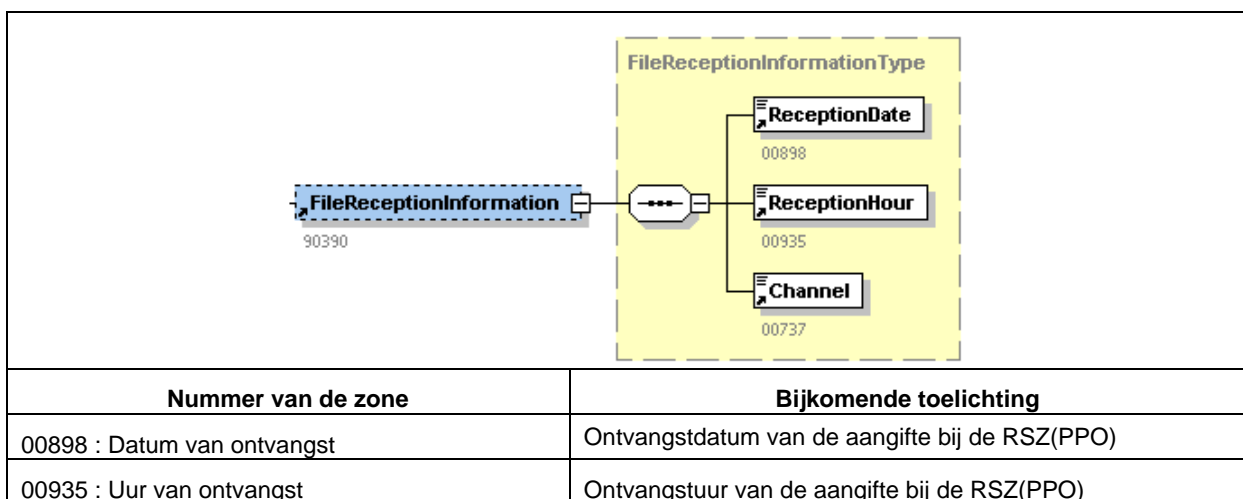 FileReceptionInformationType
ReceptionDate
00898
FileReceptionInformation
90390
ReceptionHour
00935
Channel
00737
Nummer van de zone
Bijkomende toelichting
00898 : Datum van ontvangst
Ontvangstdatum van de aangifte bij de RSZ(PPO)
00935 : Uur van ontvangst
Ontvangstuur van de aangifte bij de RSZ(PPO)